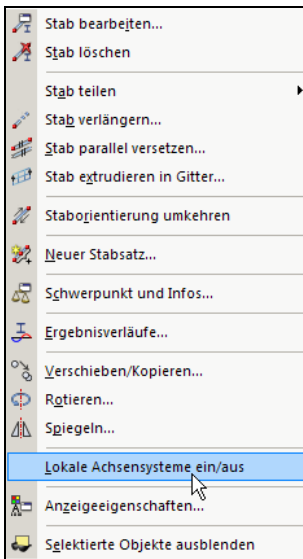 Stab bearbeiten...
Stab löschen
Stab teilen
Stab verlängern...
Stab parallel versetzen...
Stab extrudieren in Gitter...
Staborientierung umkehren
Neuer Stabsatz...
Schwerpunkt und Infos...
Ergebnisverläufe...
Verschieben/Kopieren...
Rotieren...
Spiegeln...
Lokale Achsensysteme ein/aus
Anzeigeeigenschaften...
Selektierte Objekte ausblenden